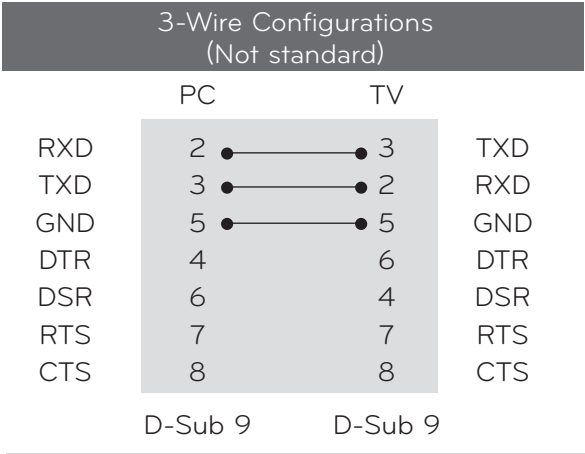 3-Wire Configurations
(Not standard)
PC TV
RXD 2 3 TXD
TXD 3 2 RXD
GND 5 5 GND
DTR 4 6 DTR
DSR 6 4 DSR
RTS 7 7 RTS
CTS 8 8 CTS
D-Sub 9 D-Sub 9